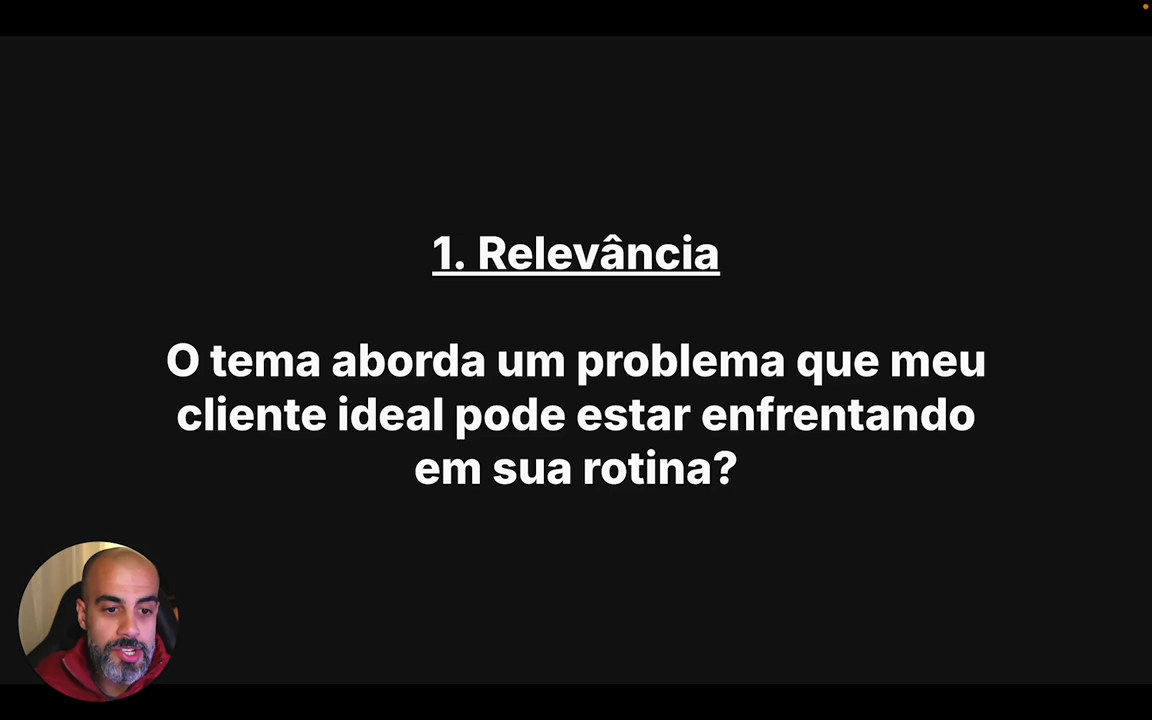 1. Relevância
O tema aborda um problema que meu
cliente ideal pode estar enfrentando
em sua rotina?